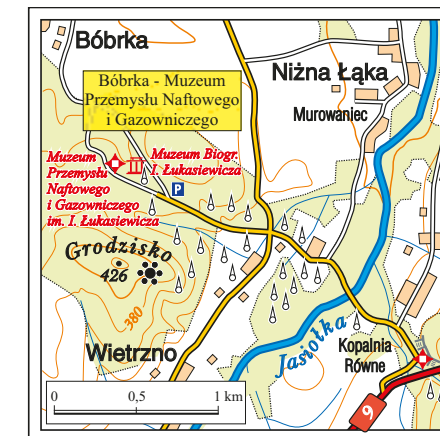 Bóbrka
Bóbrka - Muzeum
Przemysłu Naftowego
i Gazowniczego
Niżna Łąka
Murowaniec
Muzeum
Przemysłu
Naftowego
i Gazowniczego
im. I. Łukasiewicza
Muzeum Biogr.
I. Łukasiewicza
P
Grodzisko
426
380
Wietrzno
Jasiołka
Kopalnia
Równe
0 0,5 1 km
9